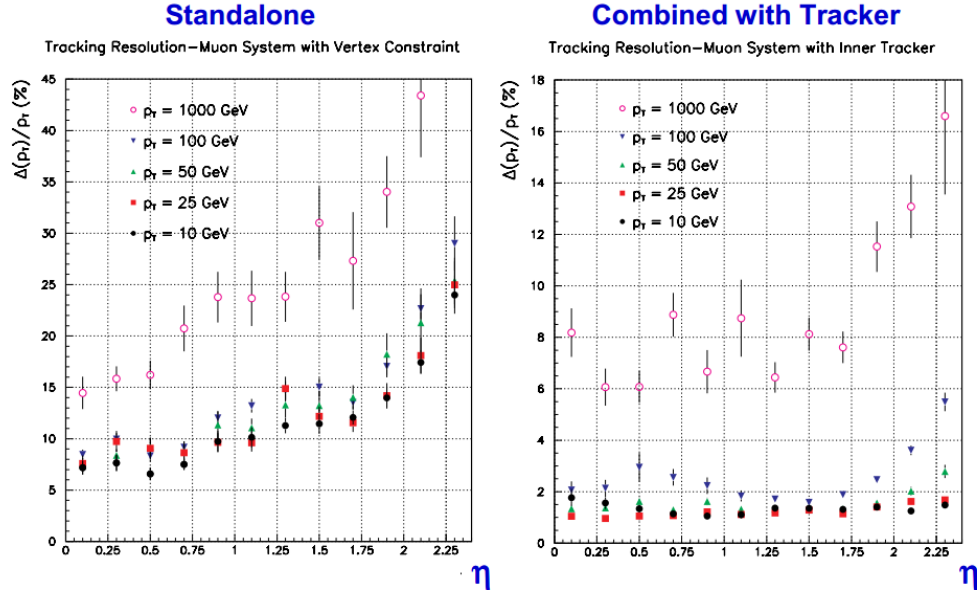 Standalone
Tracking Resolution–Muon System with Vertex Constraint
Δ(pT)/pT (%)
45
40
35
30
25
20
15
10
5
0
pT = 1000 GeV
pT = 100 GeV
pT = 50 GeV
pT = 25 GeV
pT = 10 GeV
0 0.25 0.5 0.75 1 1.25 1.5 1.75 2 2.25
η
Combined with Tracker
Tracking Resolution–Muon System with Inner Tracker
Δ(pT)/pT (%)
18
16
14
12
10
8
6
4
2
0
pT = 1000 GeV
pT = 100 GeV
pT = 50 GeV
pT = 25 GeV
pT = 10 GeV
0 0.25 0.5 0.75 1 1.25 1.5 1.75 2 2.25
η